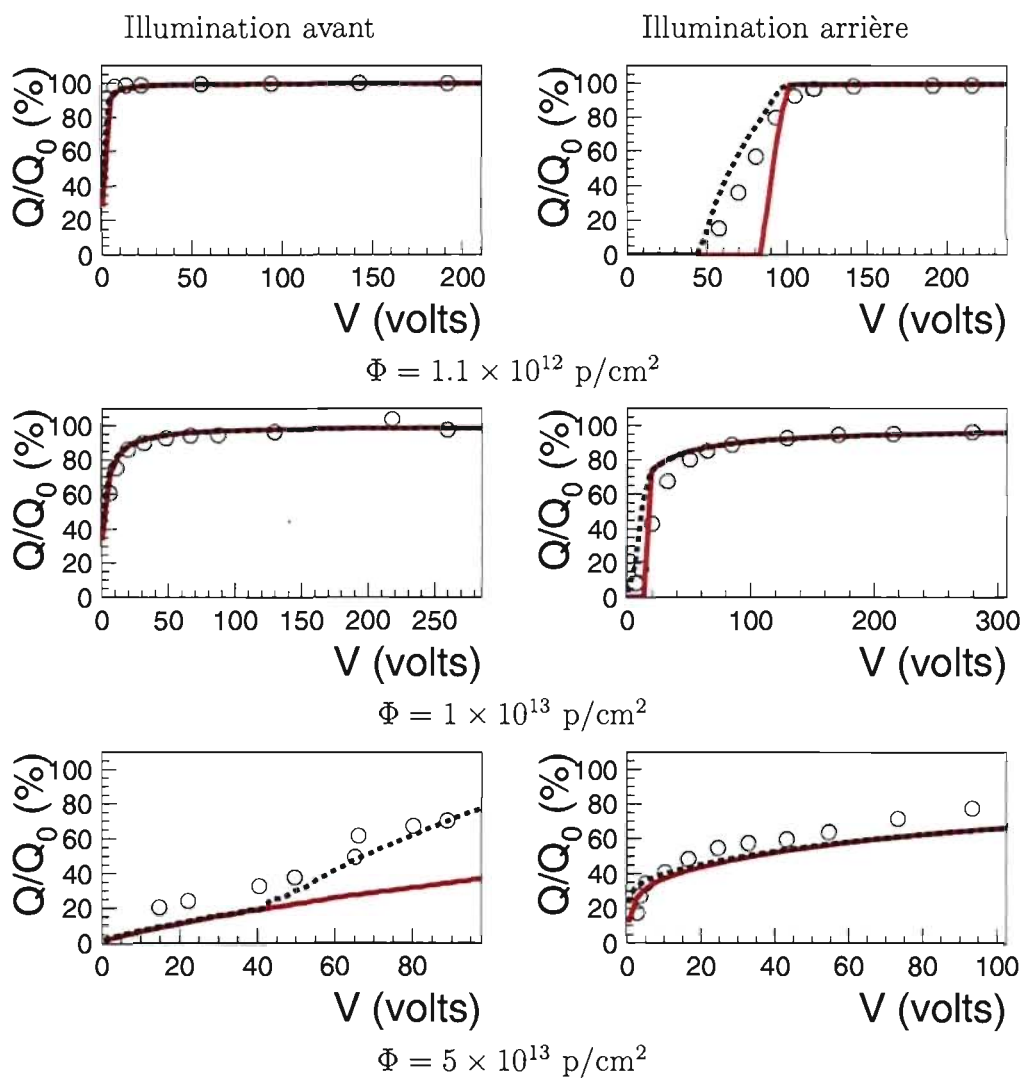 Illumination avant
Illumination arrière
Q/Q0 (%)
100
80
60
40
20
0
0 50 100 150 200
V (volts)
Q/Q0 (%)
100
80
60
40
20
0
0 50 100 150 200
V (volts)
Φ = 1.1 × 10^12 p/cm^2
Q/Q0 (%)
100
80
60
40
20
0
0 50 100 150 200 250
V (volts)
Q/Q0 (%)
100
80
60
40
20
0
0 100 200 300
V (volts)
Φ = 1 × 10^13 p/cm^2
Q/Q0 (%)
100
80
60
40
20
0
0 20 40 60 80
V (volts)
Q/Q0 (%)
100
80
60
40
20
0
0 20 40 60 80 100
V (volts)
Φ = 5 × 10^13 p/cm^2